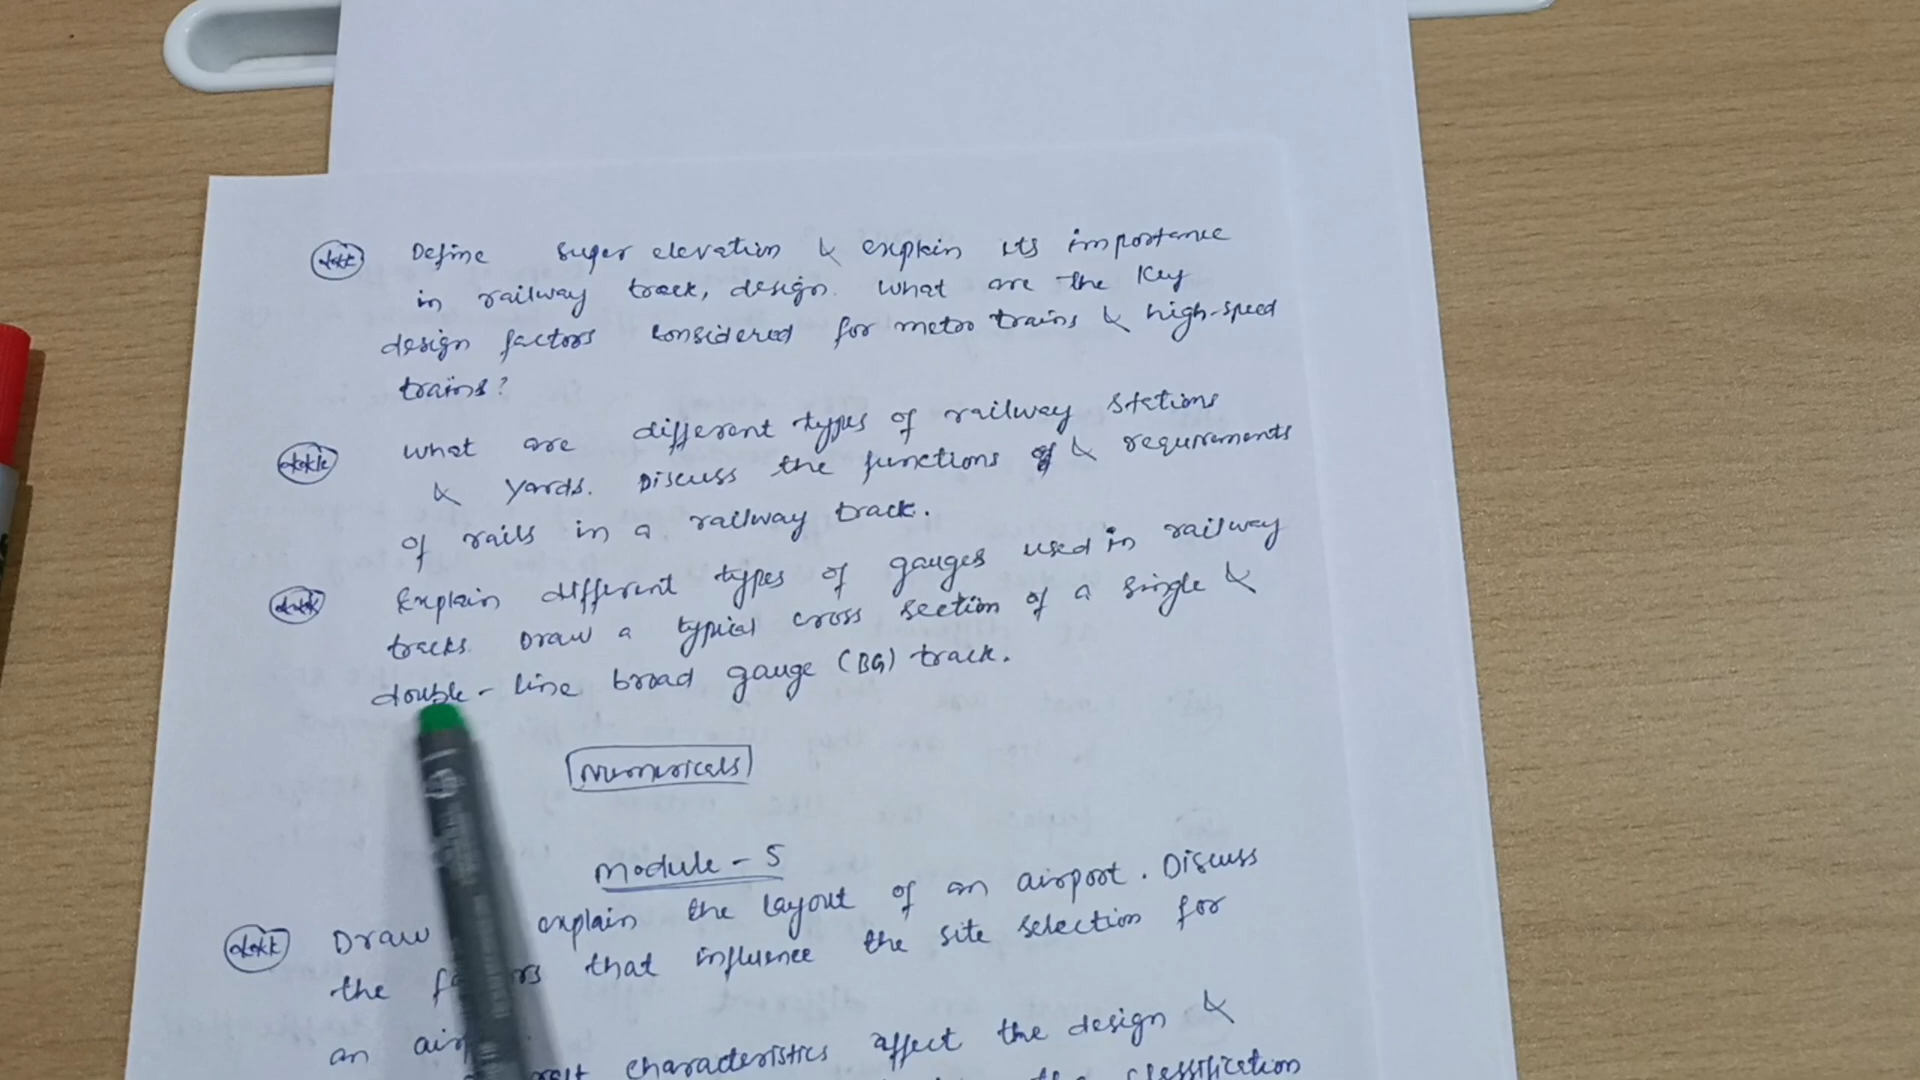 Define super elevation & explain its importance
in railway track, design. What are the key
design factors considered for metro trains & high-speed
trains?
What are different types of railway stations
& yards. Discuss the functions & requirements
of rails in a railway track.
Explain different types of gauges used in railway
tracks. Draw a typical cross section of a single &
double-line broad gauge (BG) track.
Numericals
Module - 5
Draw explain the layout of an airport. Discuss
the that influence the site selection for
an
characteristics affect the design &
classification